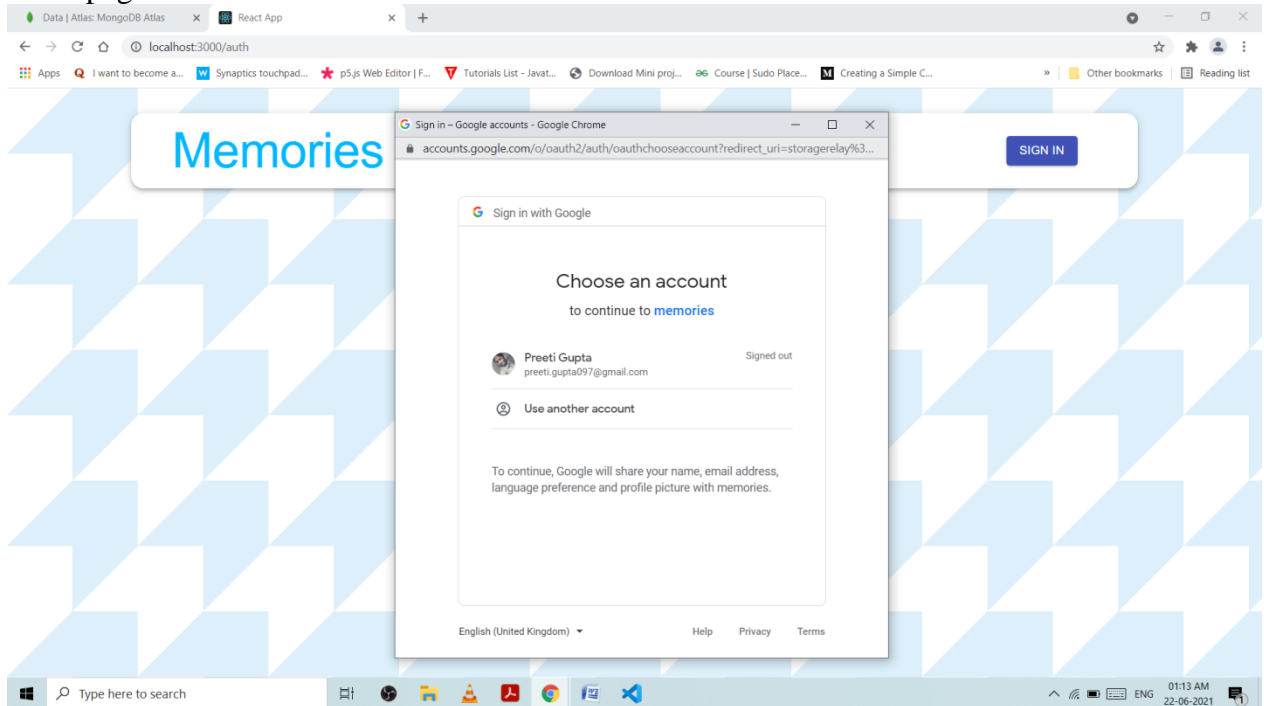 Data | Atlas: MongoDB Atlas
React App
localhost:3000/auth
Apps
I want to become a...
Synaptics touchpad...
p5.js Web Editor | F...
Tutorials List - Javat...
Download Mini proj...
Course | Sudo Place...
Creating a Simple C...
»
Other bookmarks
Reading list
Memories
SIGN IN
Sign in – Google accounts - Google Chrome
accounts.google.com/o/oauth2/auth/oauthchooseaccount?redirect_uri=storagerelay%3...
Sign in with Google
Choose an account
to continue to memories
Preeti Gupta
Signed out
preeti.gupta097@gmail.com
Use another account
To continue, Google will share your name, email address,
language preference and profile picture with memories.
English (United Kingdom)
Help Privacy Terms
Type here to search
ENG
01:13 AM
22-06-2021
1